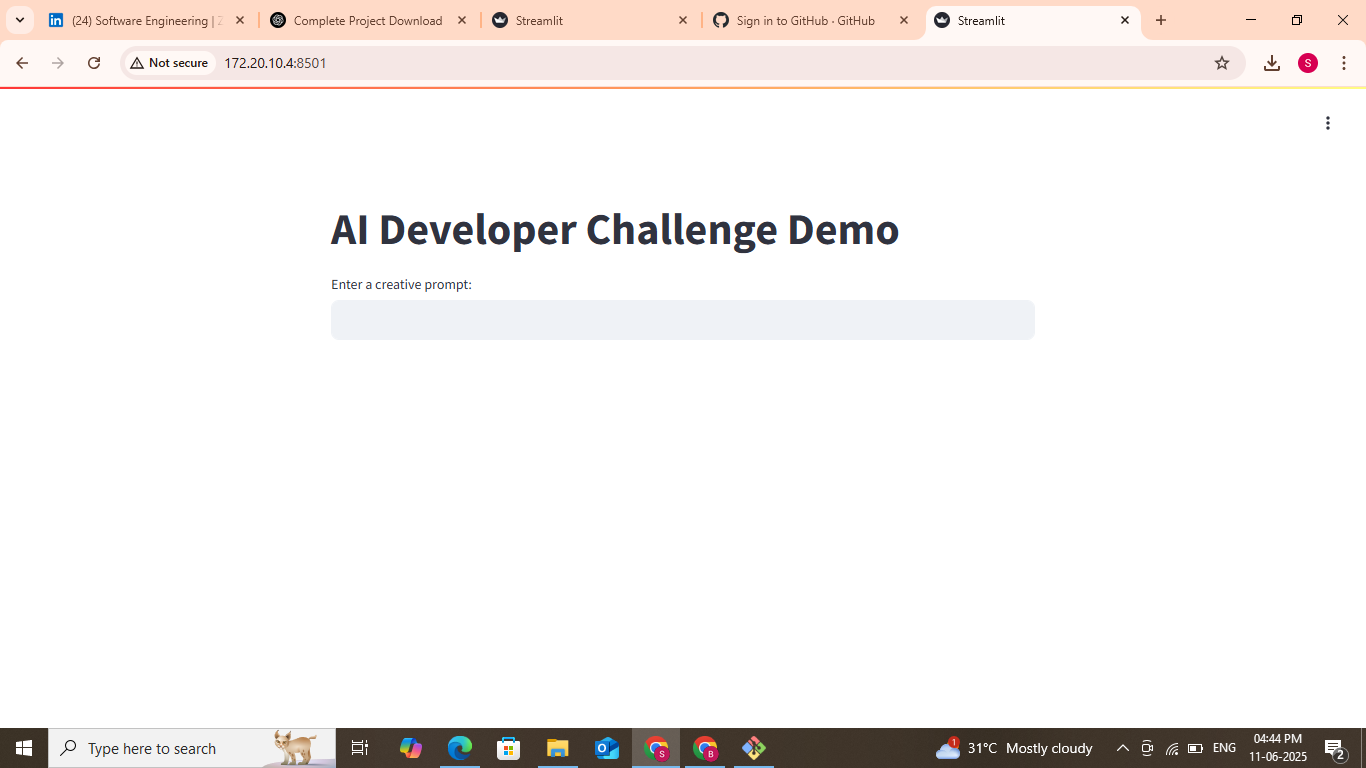 (24) Software Engineering |
Complete Project Download
Streamlit
Sign in to GitHub · GitHub
Streamlit
Not secure
172.20.10.4:8501
S
AI Developer Challenge Demo
Enter a creative prompt:
Type here to search
S
B
1
31°C Mostly cloudy
ENG
04:44 PM
11-06-2025
2